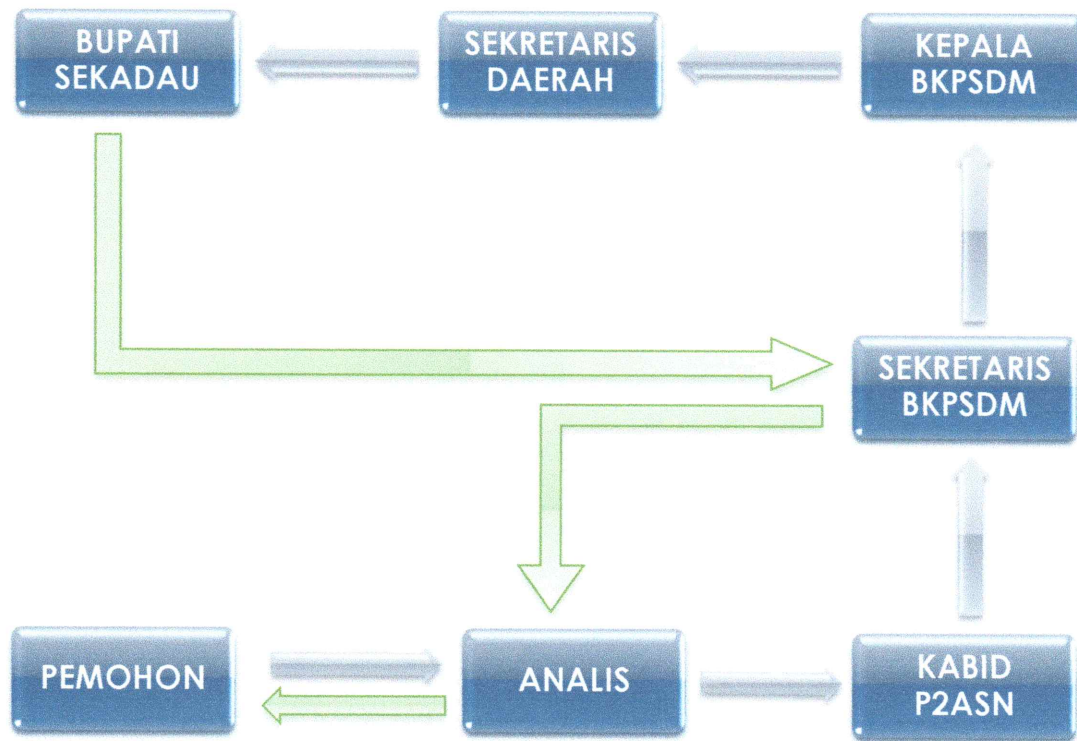 BUPATI
SEKADAU
SEKRETARIS
DAERAH
KEPALA
BKPSDM
SEKRETARIS
BKPSDM
PEMOHON
ANALIS
KABID
P2ASN